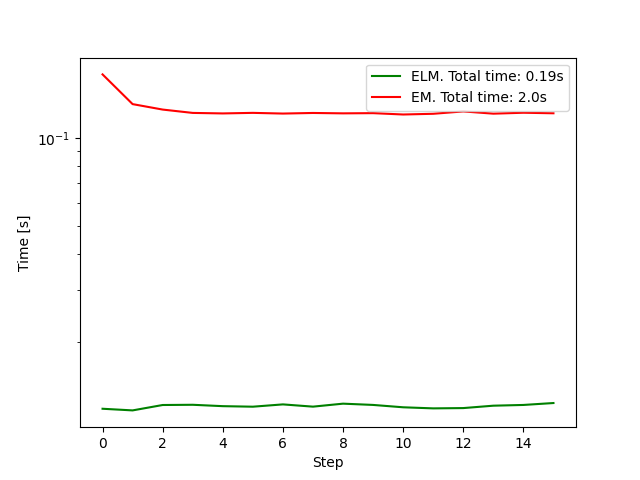 ELM. Total time: 0.19s
EM. Total time: 2.0s
10⁻¹
Time [s]
0 2 4 6 8 10 12 14
Step